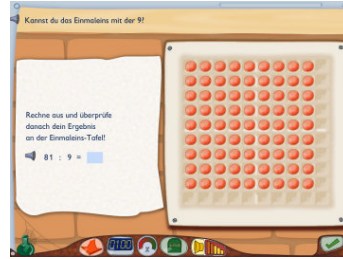 Kannst du das Einmaleins mit der 9?
Rechne aus und überprüfe
danach dein Ergebnis
an der Einmaleins-Tafel!
81 : 9 =